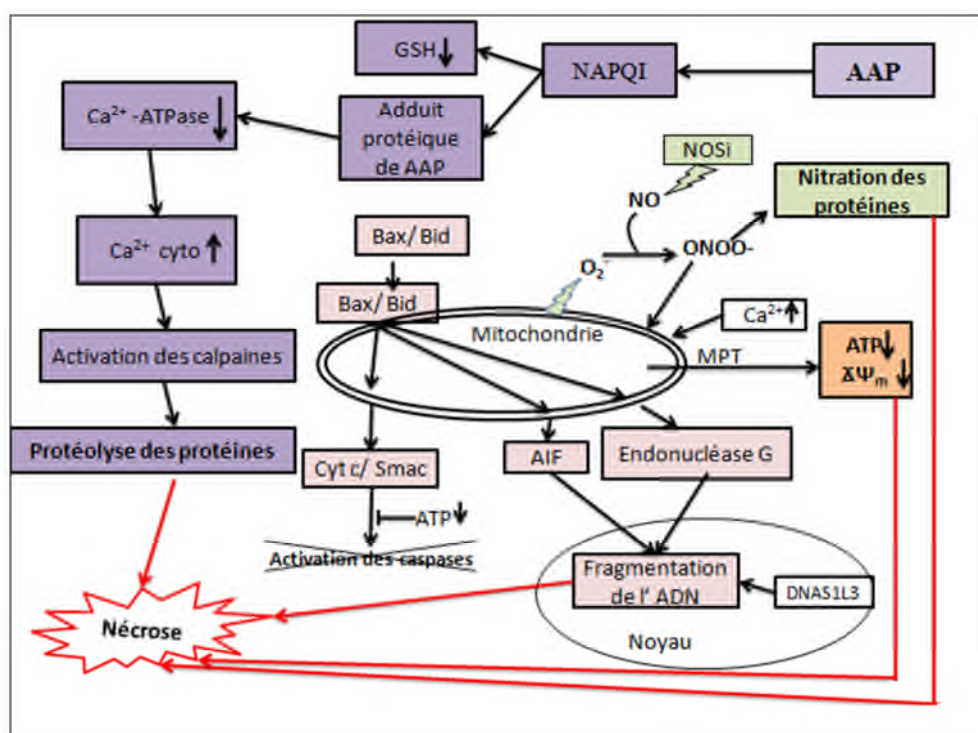 GSH
NAPQI
AAP
Ca²⁺ -ATPase
Adduit
protéique
de AAP
NOSi
Nitration des
protéines
NO
Ca²⁺ cyto
Bax/ Bid
ONOO-
O₂⁻
Bax/ Bid
Mitochondrie
Ca²⁺
Activation des calpaines
MPT
ATP
Ψm
Protéolyse des protéines
Cyt c/ Smac
AIF
Endonucléase G
ATP
Activation des caspases
Fragmentation
de l' ADN
DNAS1L3
Nécrose
Noyau